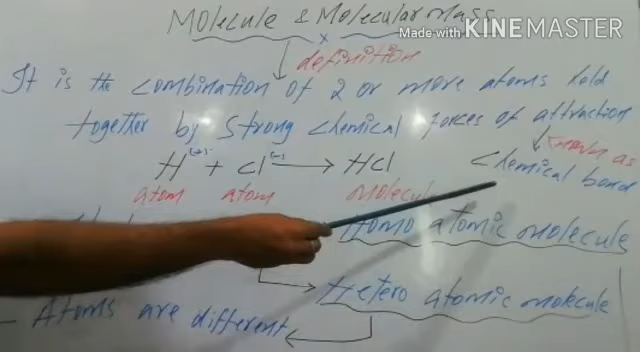 Molecule & Molecular mass
Made with KINEMASTER
x
definition
It is the combination of 2 or more atoms held
together by strong chemical forces of attraction
known as
H(+) + Cl(-) → HCl
chemical bond
atom atom molecule
Homo atomic molecule
Hetero atomic molecule
- Atoms are different